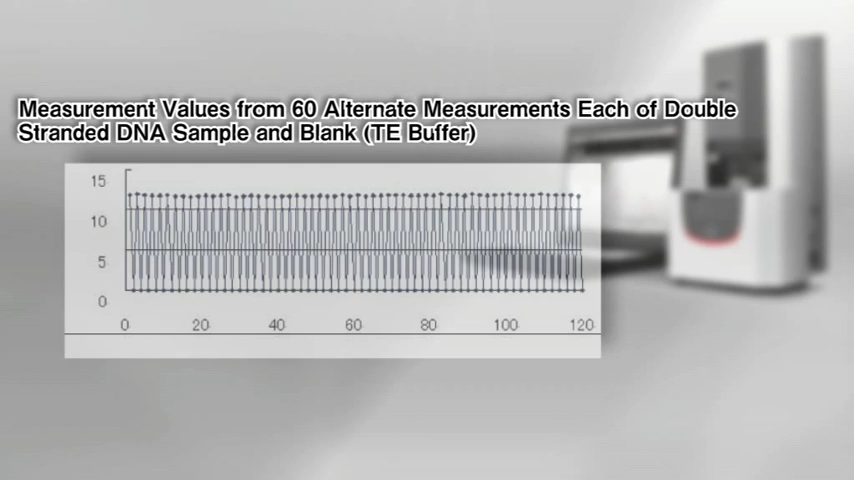 Measurement Values from 60 Alternate Measurements Each of Double
Stranded DNA Sample and Blank (TE Buffer)
15
10
5
0
0 20 40 60 80 100 120